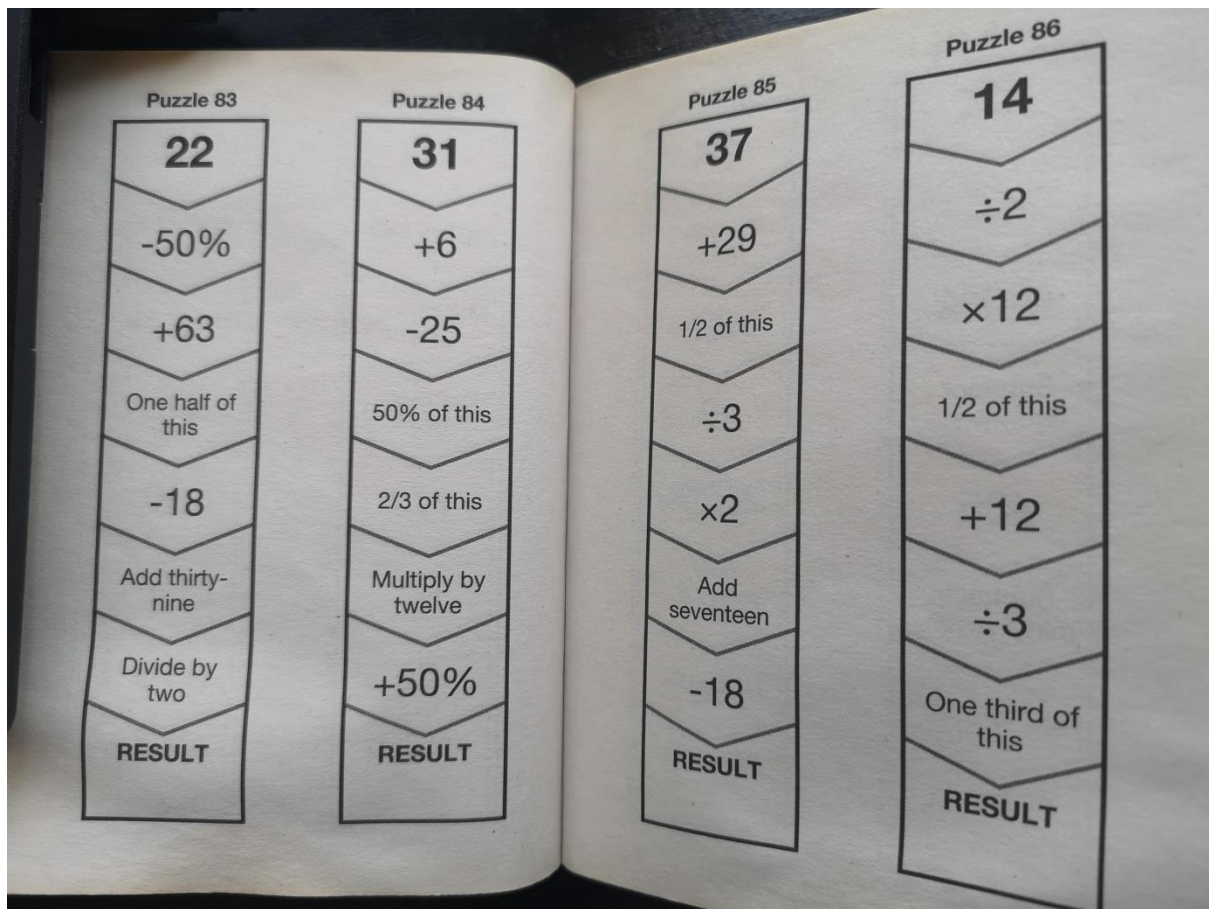 Puzzle 83
22
-50%
+63
One half of
this
-18
Add thirty-
nine
Divide by
two
RESULT
Puzzle 84
31
+6
-25
50% of this
2/3 of this
Multiply by
twelve
+50%
RESULT
Puzzle 85
37
+29
1/2 of this
÷3
×2
Add
seventeen
-18
RESULT
Puzzle 86
14
÷2
×12
1/2 of this
+12
÷3
One third of
this
RESULT